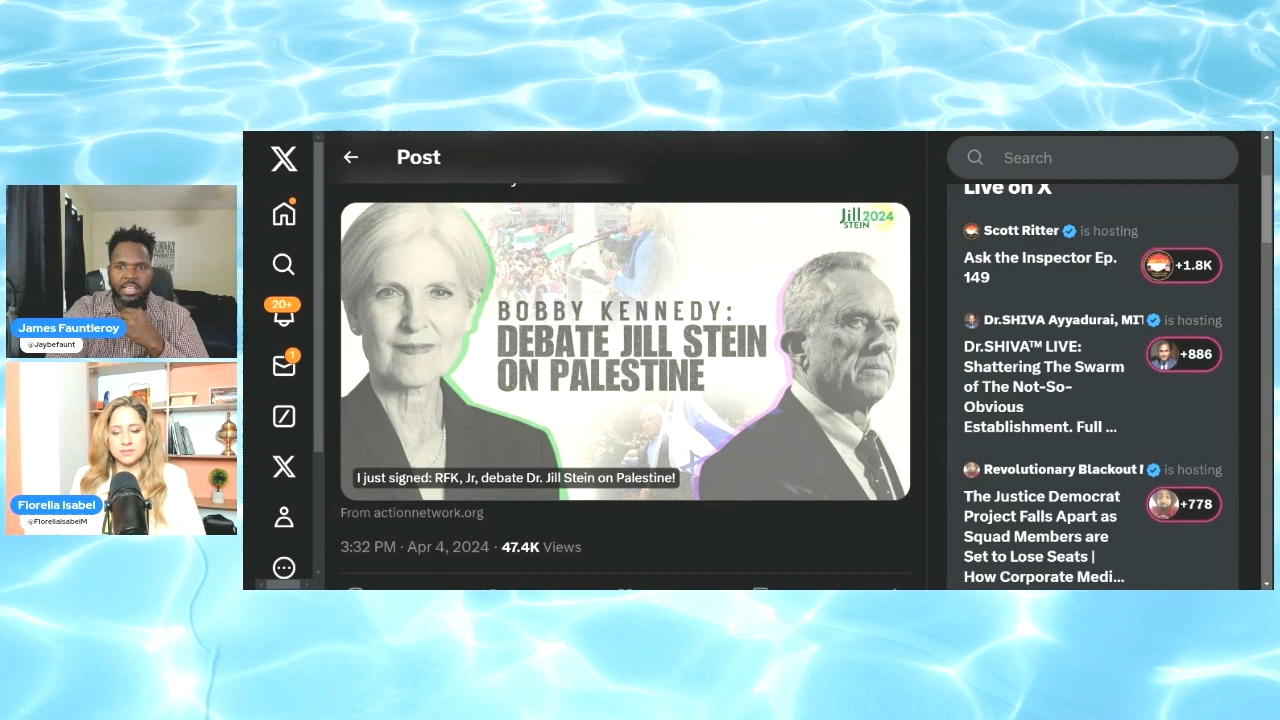 James Fauntleroy
@Jaybefaunt
Fiorella Isabel
@FiorellaIsabelM
20+
1
Post
Jill 2024
STEIN
BOBBY KENNEDY:
DEBATE JILL STEIN
ON PALESTINE
I just signed: RFK, Jr, debate Dr. Jill Stein on Palestine!
From actionnetwork.org
3:32 PM · Apr 4, 2024 · 47.4K Views
Search
Live on X
Scott Ritter is hosting
Ask the Inspector Ep.
149
+1.8K
Dr.SHIVA Ayyadurai, MIT is hosting
Dr.SHIVA™ LIVE:
Shattering The Swarm
of The Not-So-
Obvious
Establishment. Full ...
+886
Revolutionary Blackout is hosting
The Justice Democrat
Project Falls Apart as
Squad Members are
Set to Lose Seats |
How Corporate Medi...
+778